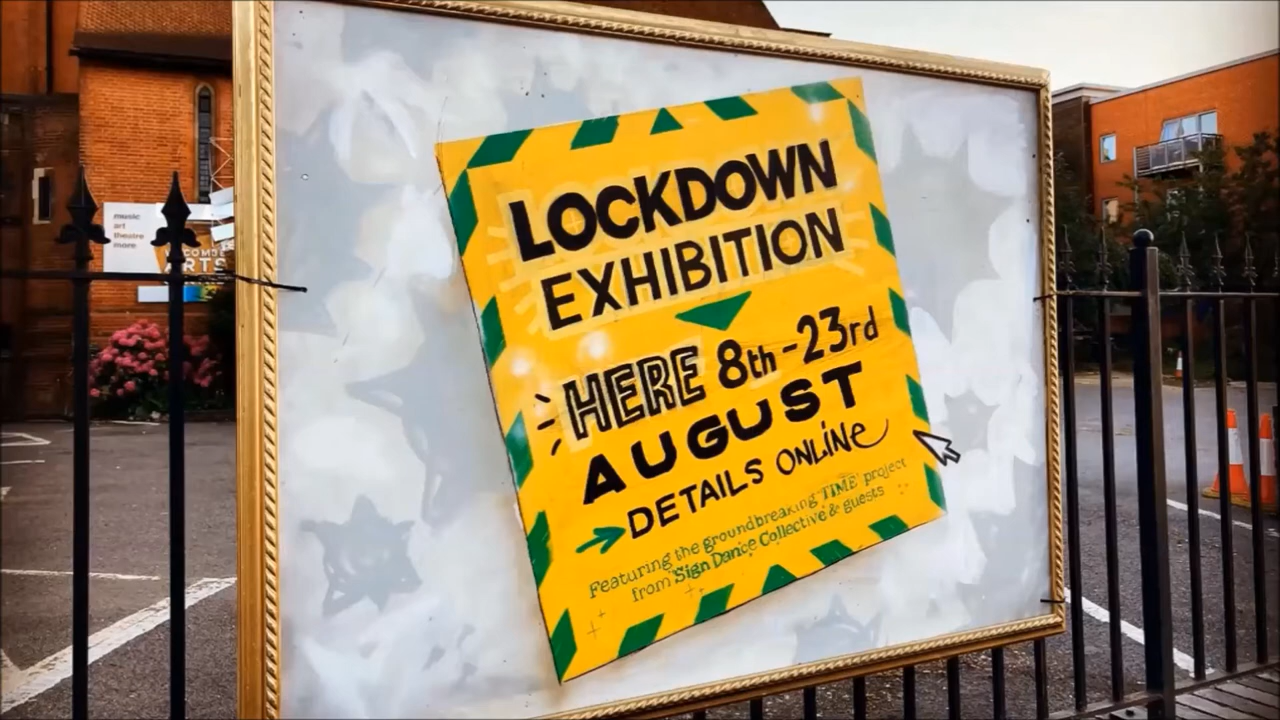 music
art
theatre
more
ARTS
LOCKDOWN
EXHIBITION
HERE 8th-23rd
AUGUST
DETAILS ONLINE
Featuring the groundbreaking 'TIME' project
from Sign Dance Collective & guests